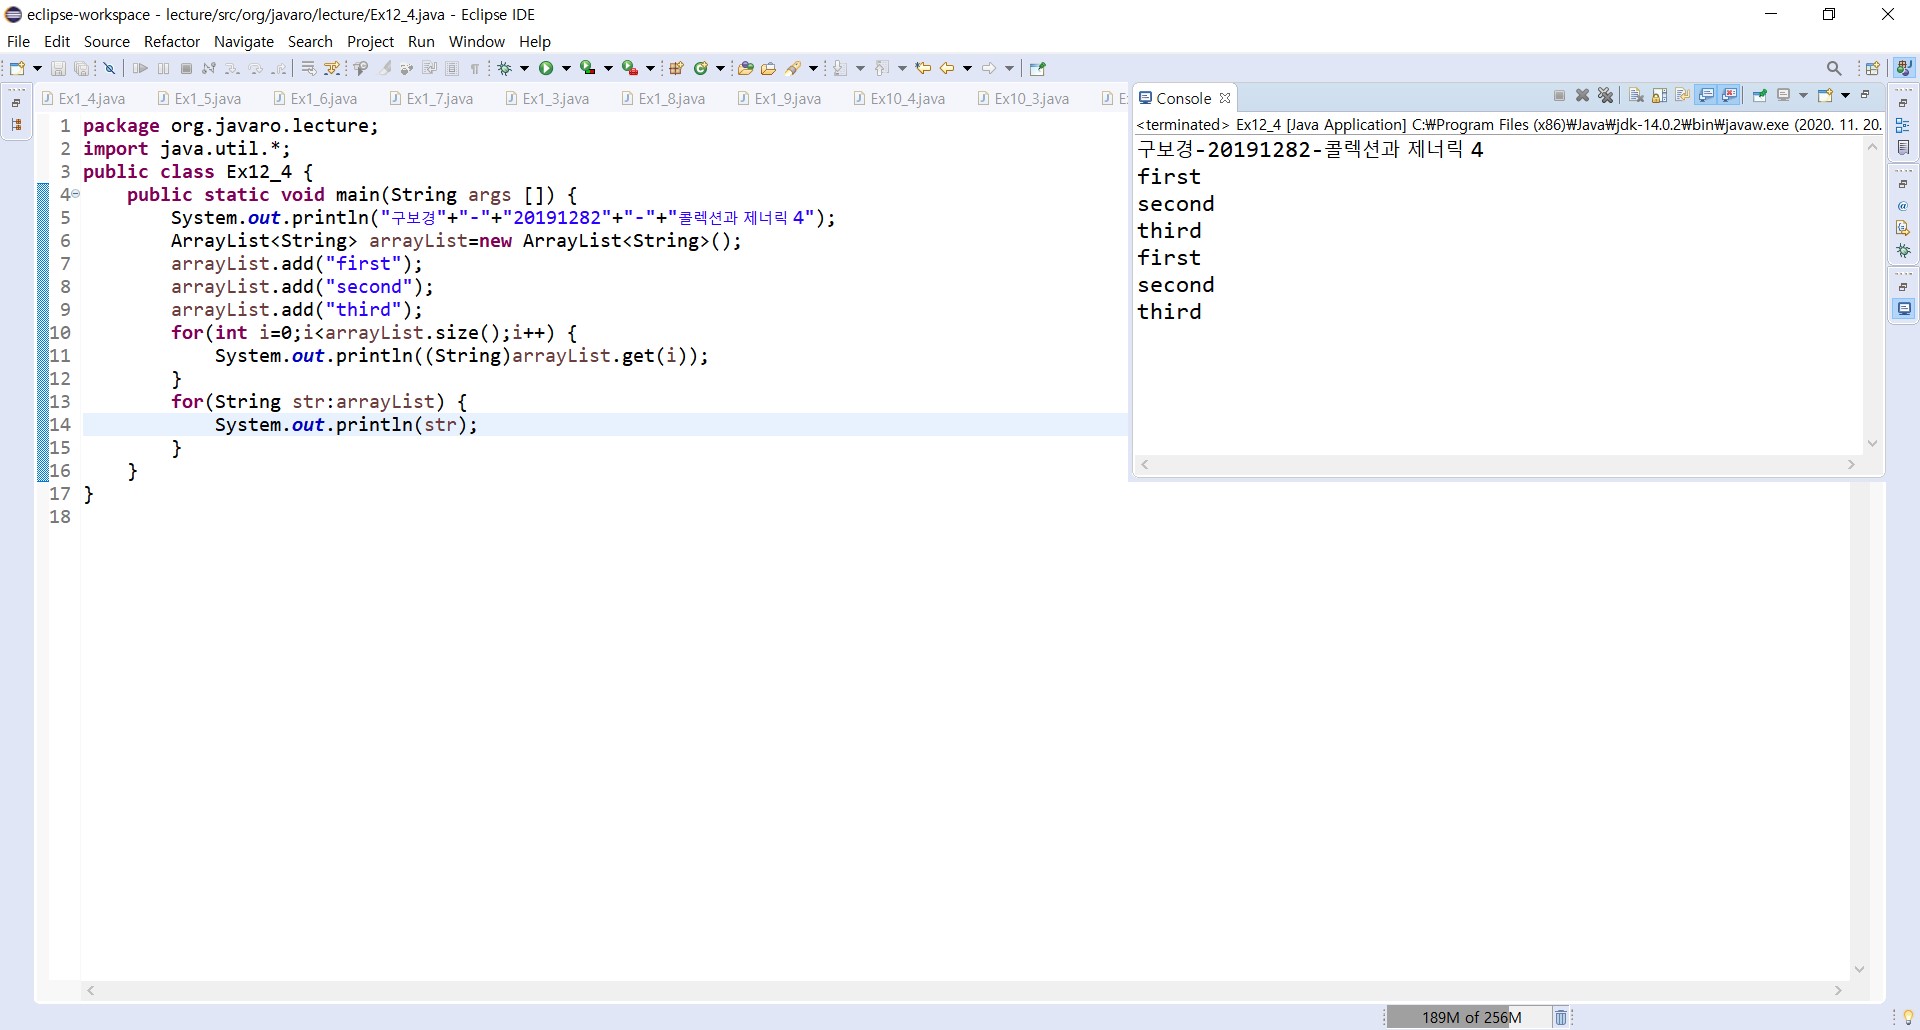 eclipse-workspace - lecture/src/org/javaro/lecture/Ex12_4.java - Eclipse IDE
File Edit Source Refactor Navigate Search Project Run Window Help
Ex1_4.java Ex1_5.java Ex1_6.java Ex1_7.java Ex1_3.java Ex1_8.java Ex1_9.java Ex10_4.java Ex10_3.java
1 package org.javaro.lecture;
2 import java.util.*;
3 public class Ex12_4 {
4 public static void main(String args []) {
5 System.out.println("구보경"+"-"+"20191282"+"-"+"콜렉션과 제너릭 4");
6 ArrayList<String> arrayList=new ArrayList<String>();
7 arrayList.add("first");
8 arrayList.add("second");
9 arrayList.add("third");
10 for(int i=0;i<arrayList.size();i++) {
11 System.out.println((String)arrayList.get(i));
12 }
13 for(String str:arrayList) {
14 System.out.println(str);
15 }
16 }
17 }
18
Console
<terminated> Ex12_4 [Java Application] C:₩Program Files (x86)₩Java₩jdk-14.0.2₩bin₩javaw.exe (2020. 11. 20.
구보경-20191282-콜렉션과 제너릭 4
first
second
third
first
second
third
189M of 256M